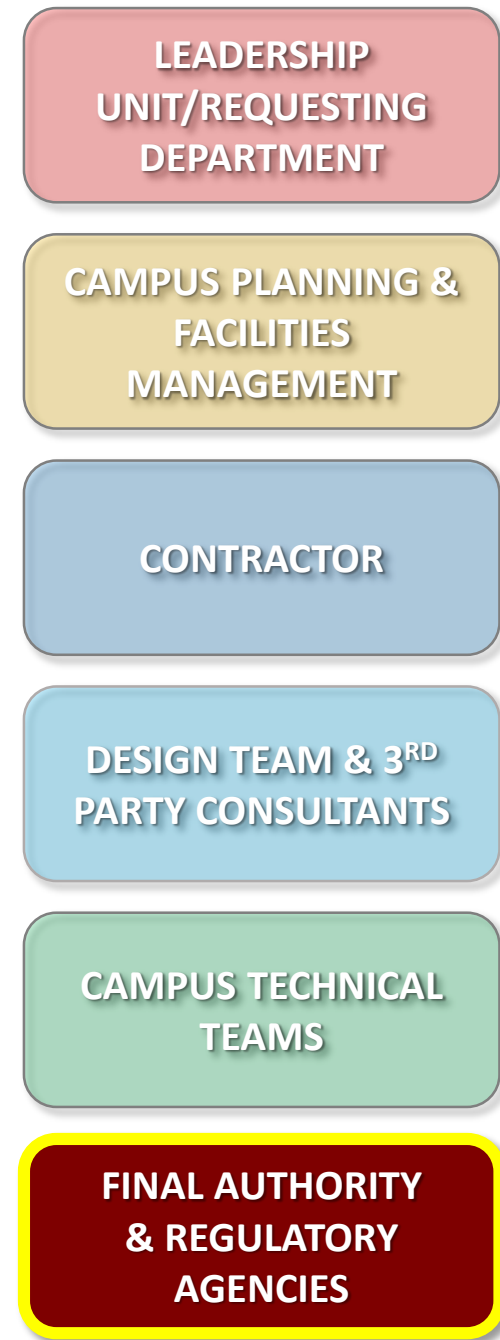 LEADERSHIP
UNIT/REQUESTING
DEPARTMENT
CAMPUS PLANNING &
FACILITIES
MANAGEMENT
CONTRACTOR
DESIGN TEAM & 3RD
PARTY CONSULTANTS
CAMPUS TECHNICAL
TEAMS
FINAL AUTHORITY
& REGULATORY
AGENCIES